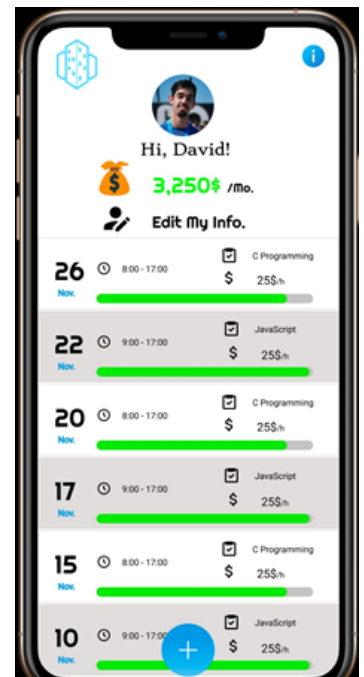 i
Hi, David!
$ 3,250$ /Mo.
Edit My Info.
26 8:00 - 17:00 C Programming
Nov. $ 25$/h
22 9:00 - 17:00 JavaScript
Nov. $ 25$/h
20 8:00 - 17:00 C Programming
Nov. $ 25$/h
17 9:00 - 17:00 JavaScript
Nov. $ 25$/h
15 8:00 - 17:00 C Programming
Nov. $ 25$/h
10 9:00 - 17:00 JavaScript
Nov. + $ 25$/h